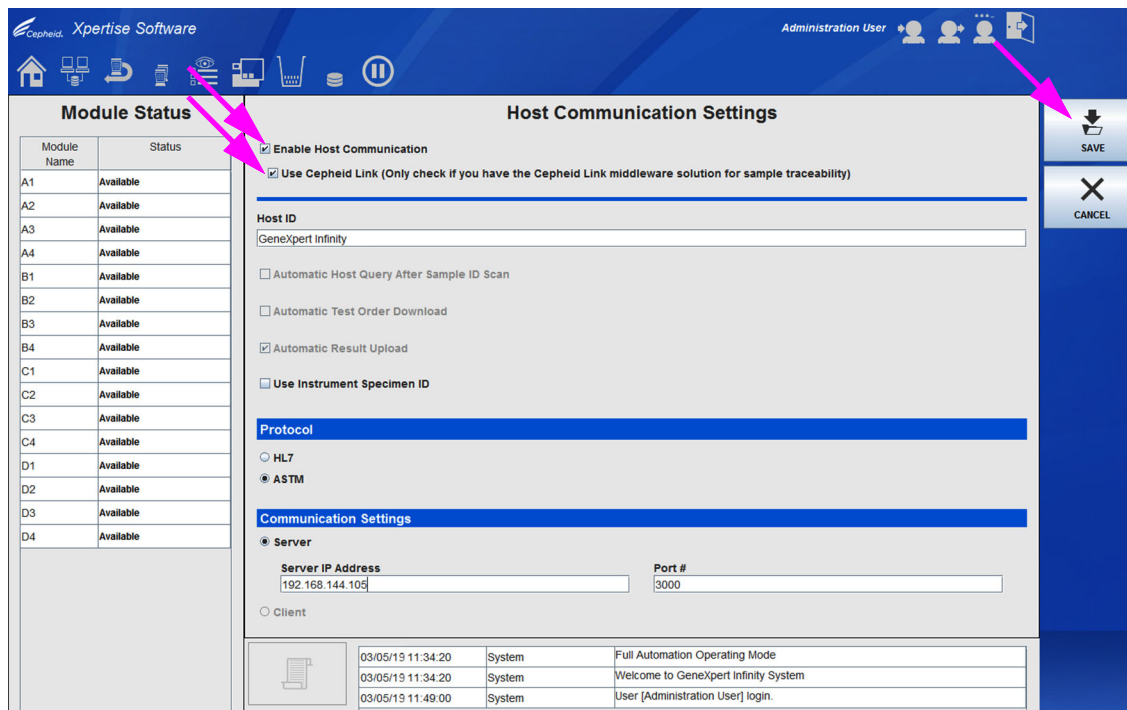 Cepheid. Xpertise Software
Administration User
Module Status
Module Name Status
A1 Available
A2 Available
A3 Available
A4 Available
B1 Available
B2 Available
B3 Available
B4 Available
C1 Available
C2 Available
C3 Available
C4 Available
D1 Available
D2 Available
D3 Available
D4 Available
Host Communication Settings
Enable Host Communication
Use Cepheid Link (Only check if you have the Cepheid Link middleware solution for sample traceability)
Host ID
GeneXpert Infinity
Automatic Host Query After Sample ID Scan
Automatic Test Order Download
Automatic Result Upload
Use Instrument Specimen ID
Protocol
HL7
ASTM
Communication Settings
Server
Server IP Address Port #
192.168.144.105 3000
Client
03/05/19 11:34:20 System Full Automation Operating Mode
03/05/19 11:34:20 System Welcome to GeneXpert Infinity System
03/05/19 11:49:00 System User [Administration User] login.
SAVE
CANCEL